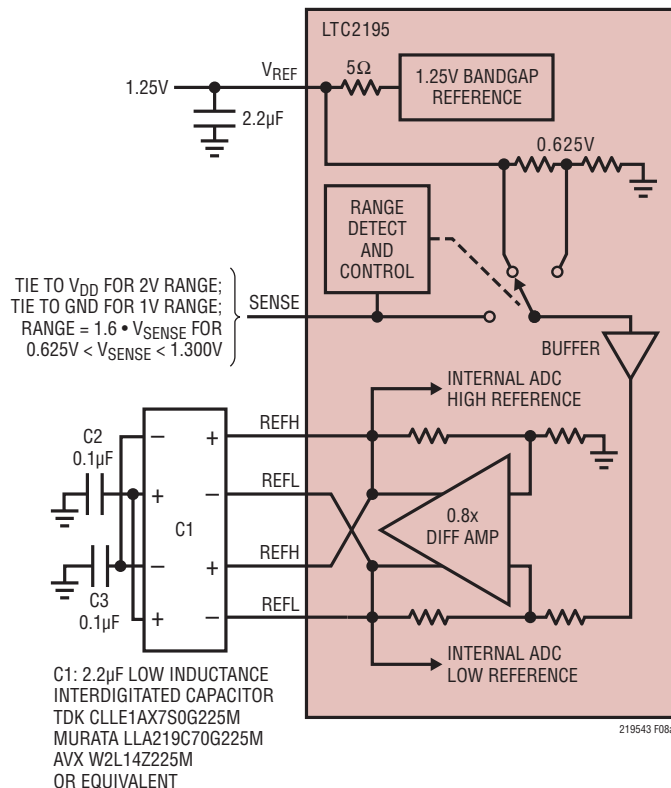 LTC2195
1.25V
VREF
5Ω
1.25V BANDGAP
REFERENCE
2.2µF
0.625V
RANGE
DETECT
AND
CONTROL
TIE TO VDD FOR 2V RANGE;
TIE TO GND FOR 1V RANGE;
RANGE = 1.6 • VSENSE FOR
0.625V < VSENSE < 1.300V
SENSE
BUFFER
INTERNAL ADC
HIGH REFERENCE
C2
0.1µF
– +
REFH
+ –
REFL
C1
0.8x
DIFF AMP
– +
REFH
C3
0.1µF
+ –
REFL
INTERNAL ADC
LOW REFERENCE
C1: 2.2µF LOW INDUCTANCE
INTERDIGITATED CAPACITOR
TDK CLLE1AX7S0G225M
MURATA LLA219C70G225M
AVX W2L14Z225M
OR EQUIVALENT
219543 F08a